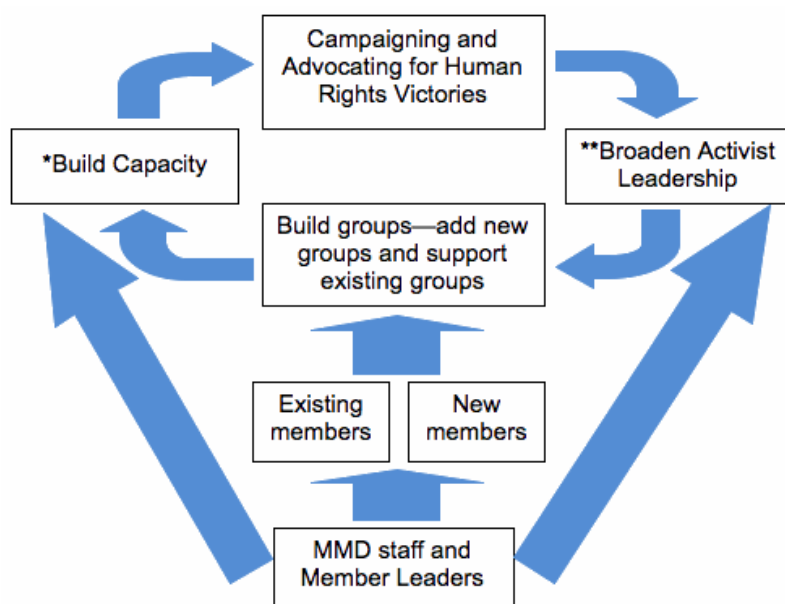 Campaigning and
Advocating for Human
Rights Victories
*Build Capacity
**Broaden Activist
Leadership
Build groups—add new
groups and support
existing groups
Existing
members
New
members
MMD staff and
Member Leaders